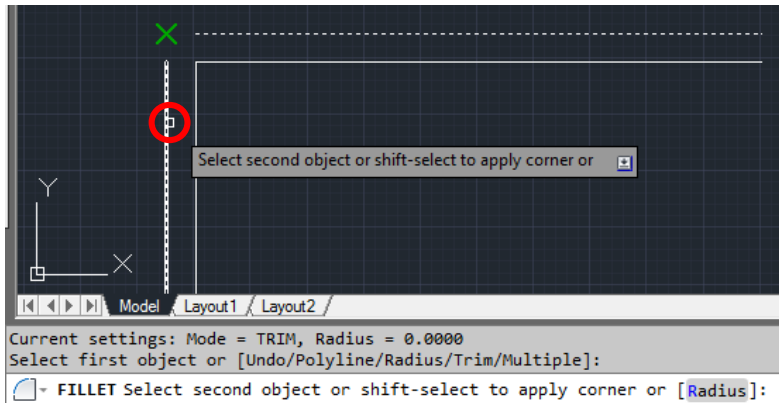 Select second object or shift-select to apply corner or
Y
X
Model Layout1 Layout2
Current settings: Mode = TRIM, Radius = 0.0000
Select first object or [Undo/Polyline/Radius/Trim/Multiple]:
FILLET Select second object or shift-select to apply corner or [Radius]: